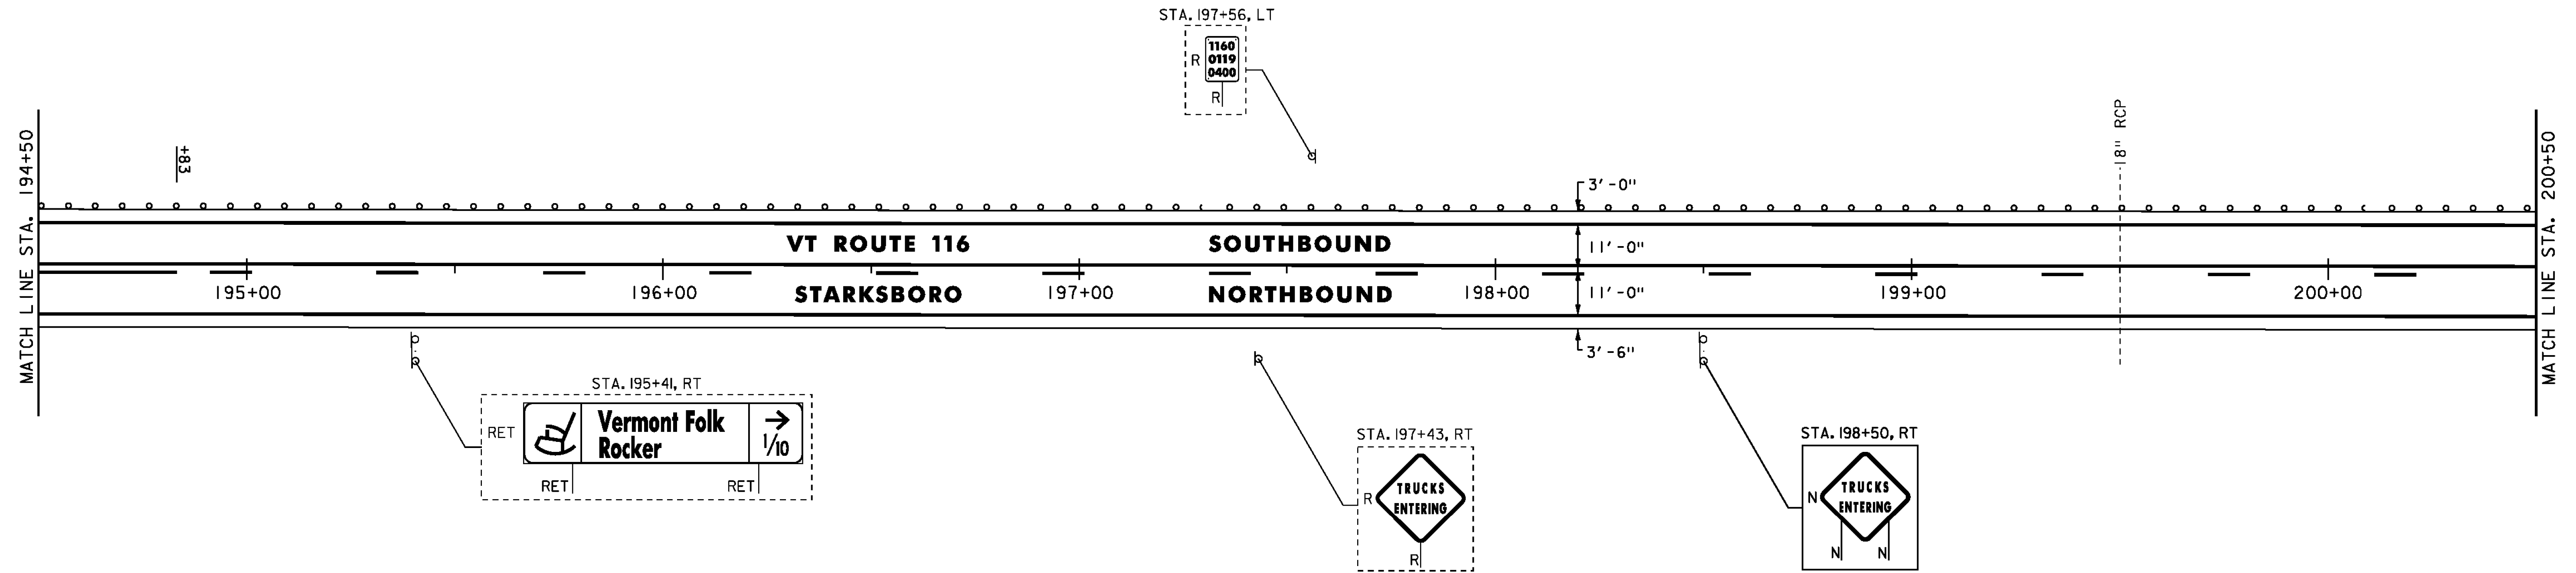 STA. 197+56, LT
1160
R 0119
0400
R
MATCH LINE STA. 194+50
+83
18" RCP
MATCH LINE STA. 200+50
3'-0"
VT ROUTE 116 SOUTHBOUND 11'-0"
195+00 196+00 197+00 198+00 199+00 200+00
STARKSBORO NORTHBOUND 11'-0"
3'-6"
STA. 195+41, RT
RET
Vermont Folk
Rocker
→
1/10
RET RET
STA. 197+43, RT
R
TRUCKS
ENTERING
R
STA. 198+50, RT
N
TRUCKS
ENTERING
N N